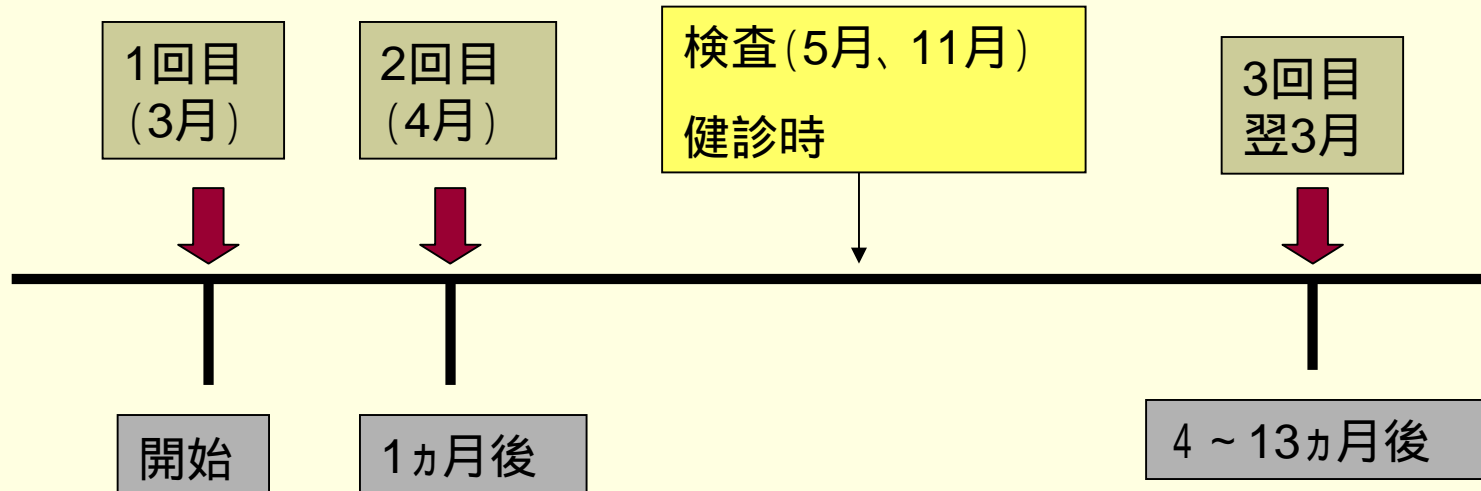 1回目
(3月)
2回目
(4月)
検査(5月、11月)
健診時
3回目
翌3月
開始
1ヵ月後
4~13ヵ月後